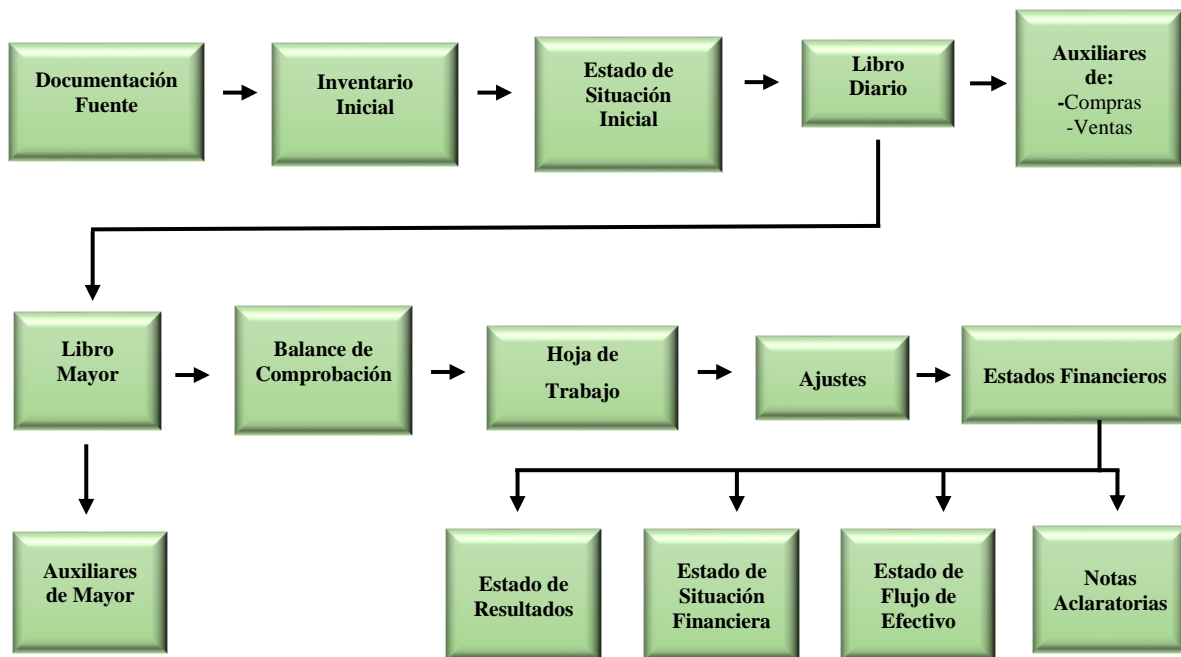 Documentación
Fuente
Inventario
Inicial
Estado de
Situación
Inicial
Libro
Diario
Auxiliares
de:
-Compras
-Ventas
Libro
Mayor
Balance de
Comprobación
Hoja de
Trabajo
Ajustes
Estados Financieros
Auxiliares
de Mayor
Estado de
Resultados
Estado de
Situación
Financiera
Estado de
Flujo de
Efectivo
Notas
Aclaratorias